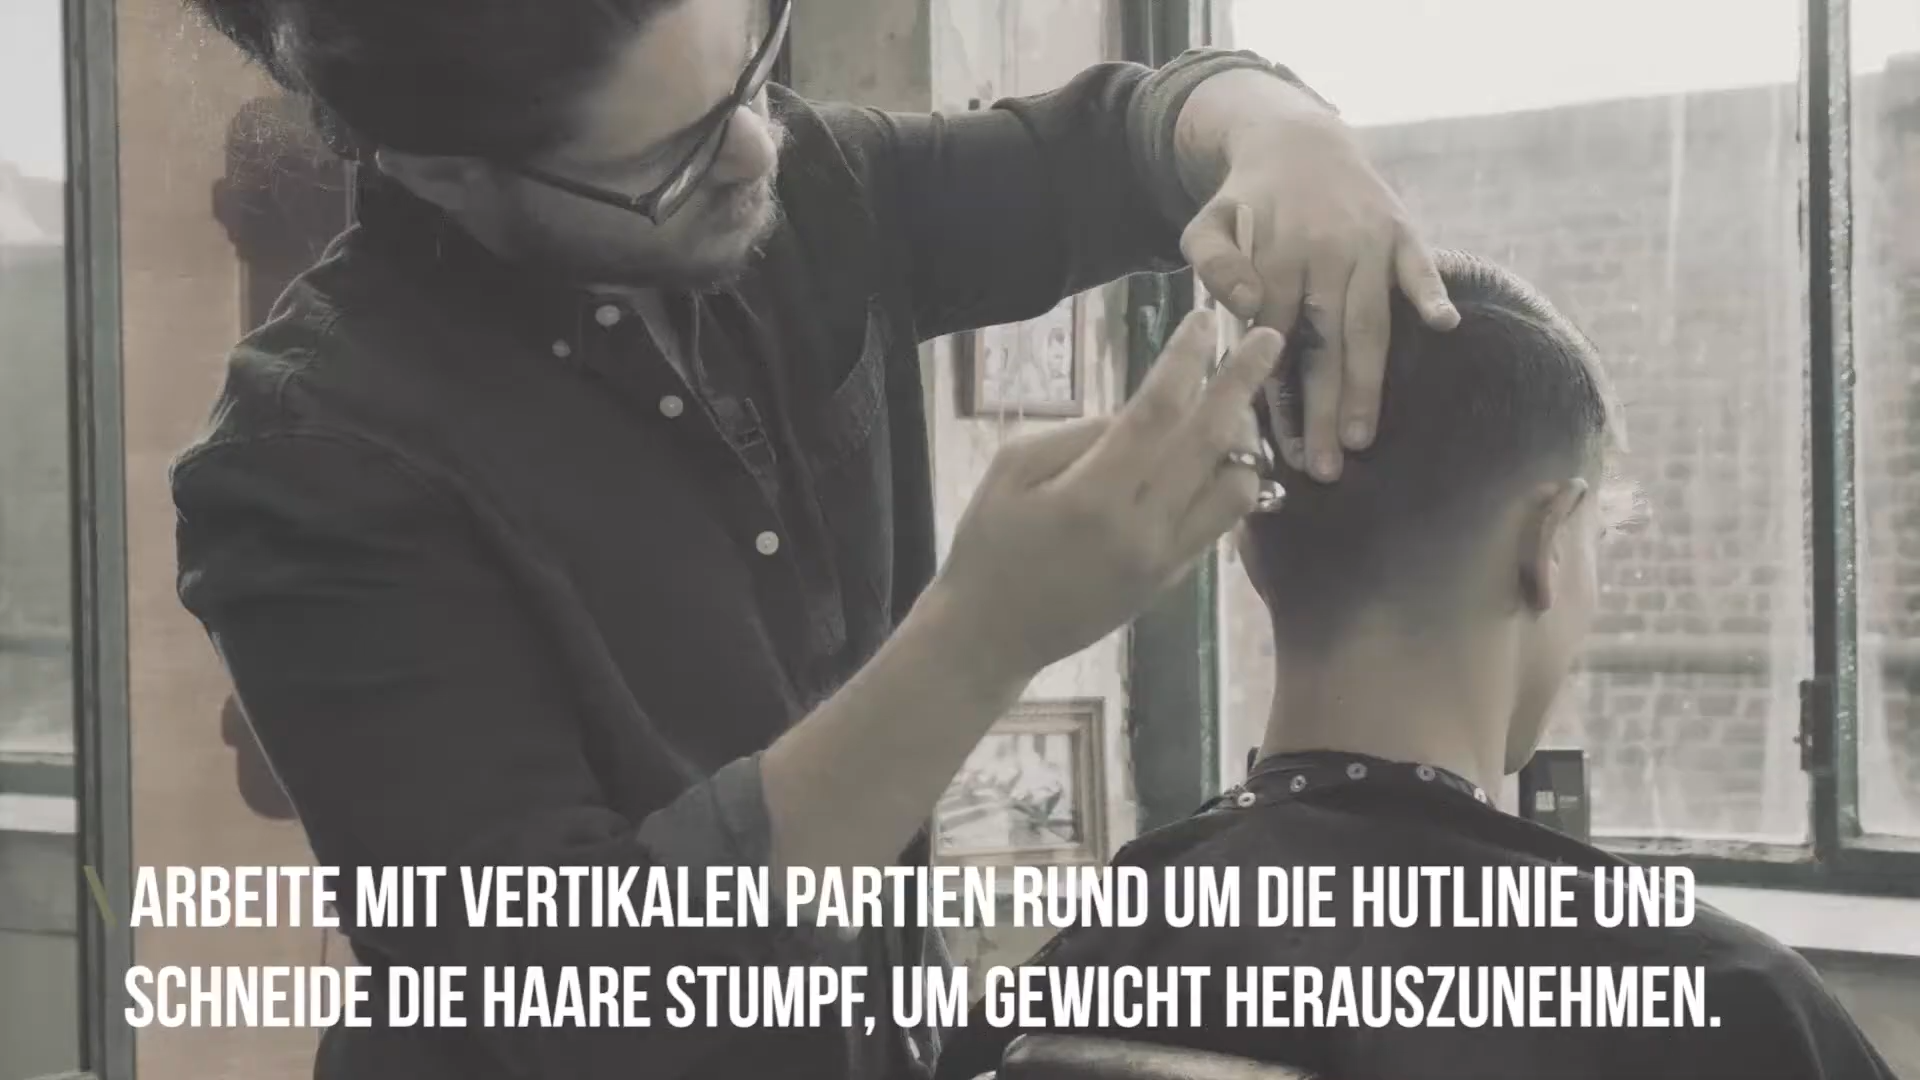 ARBEITE MIT VERTIKALEN PARTIEN RUND UM DIE HUTLINIE UND
SCHNEIDE DIE HAARE STUMPF, UM GEWICHT HERAUSZUNEHMEN.